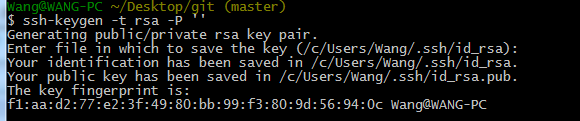 Wang@WANG-PC ~/Desktop/git (master)
$ ssh-keygen -t rsa -P ''
Generating public/private rsa key pair.
Enter file in which to save the key (/c/Users/Wang/.ssh/id_rsa):
Your identification has been saved in /c/Users/Wang/.ssh/id_rsa.
Your public key has been saved in /c/Users/Wang/.ssh/id_rsa.pub.
The key fingerprint is:
f1:aa:d2:77:e2:3f:49:80:bb:99:f3:80:9d:56:94:0c Wang@WANG-PC